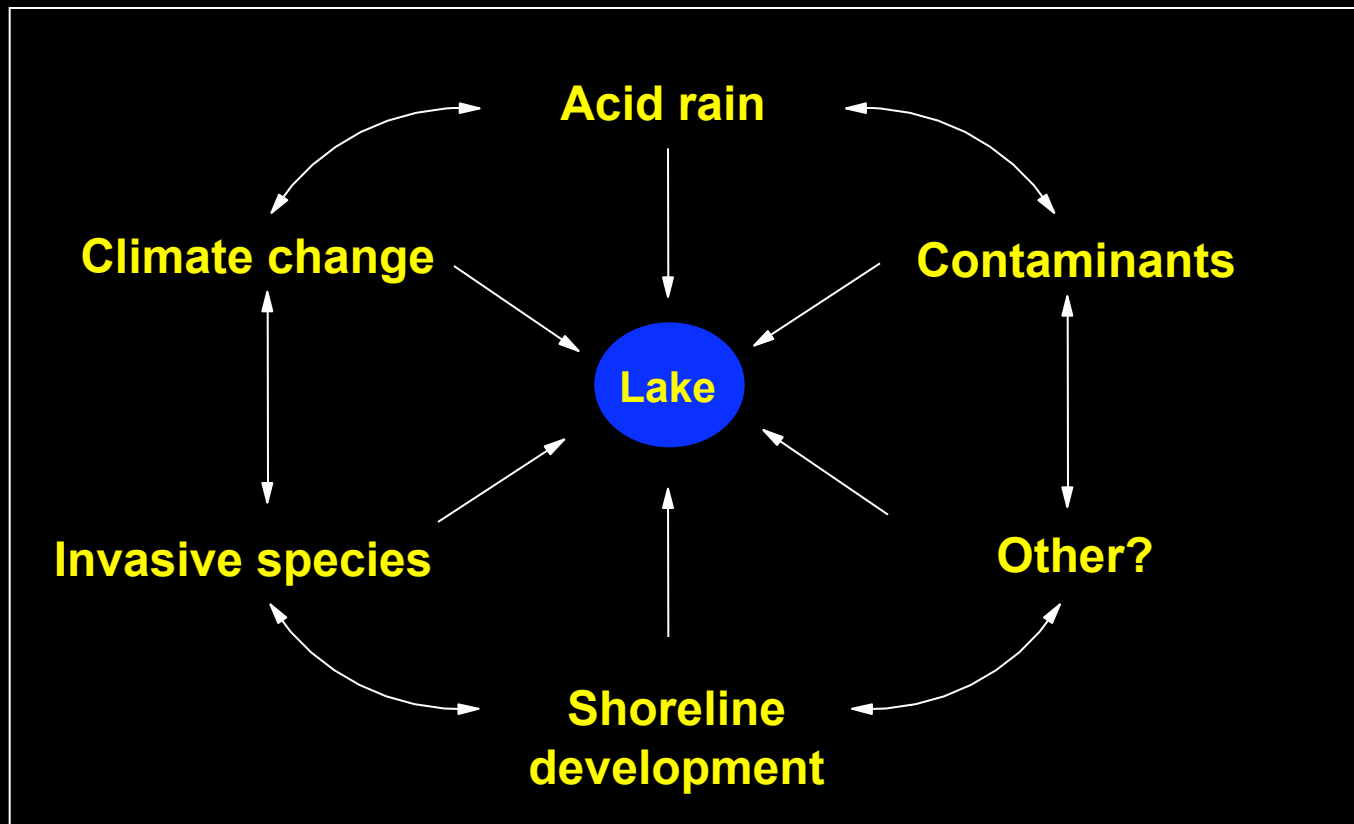 Acid rain
Climate change
Contaminants
Lake
Invasive species
Other?
Shoreline
development